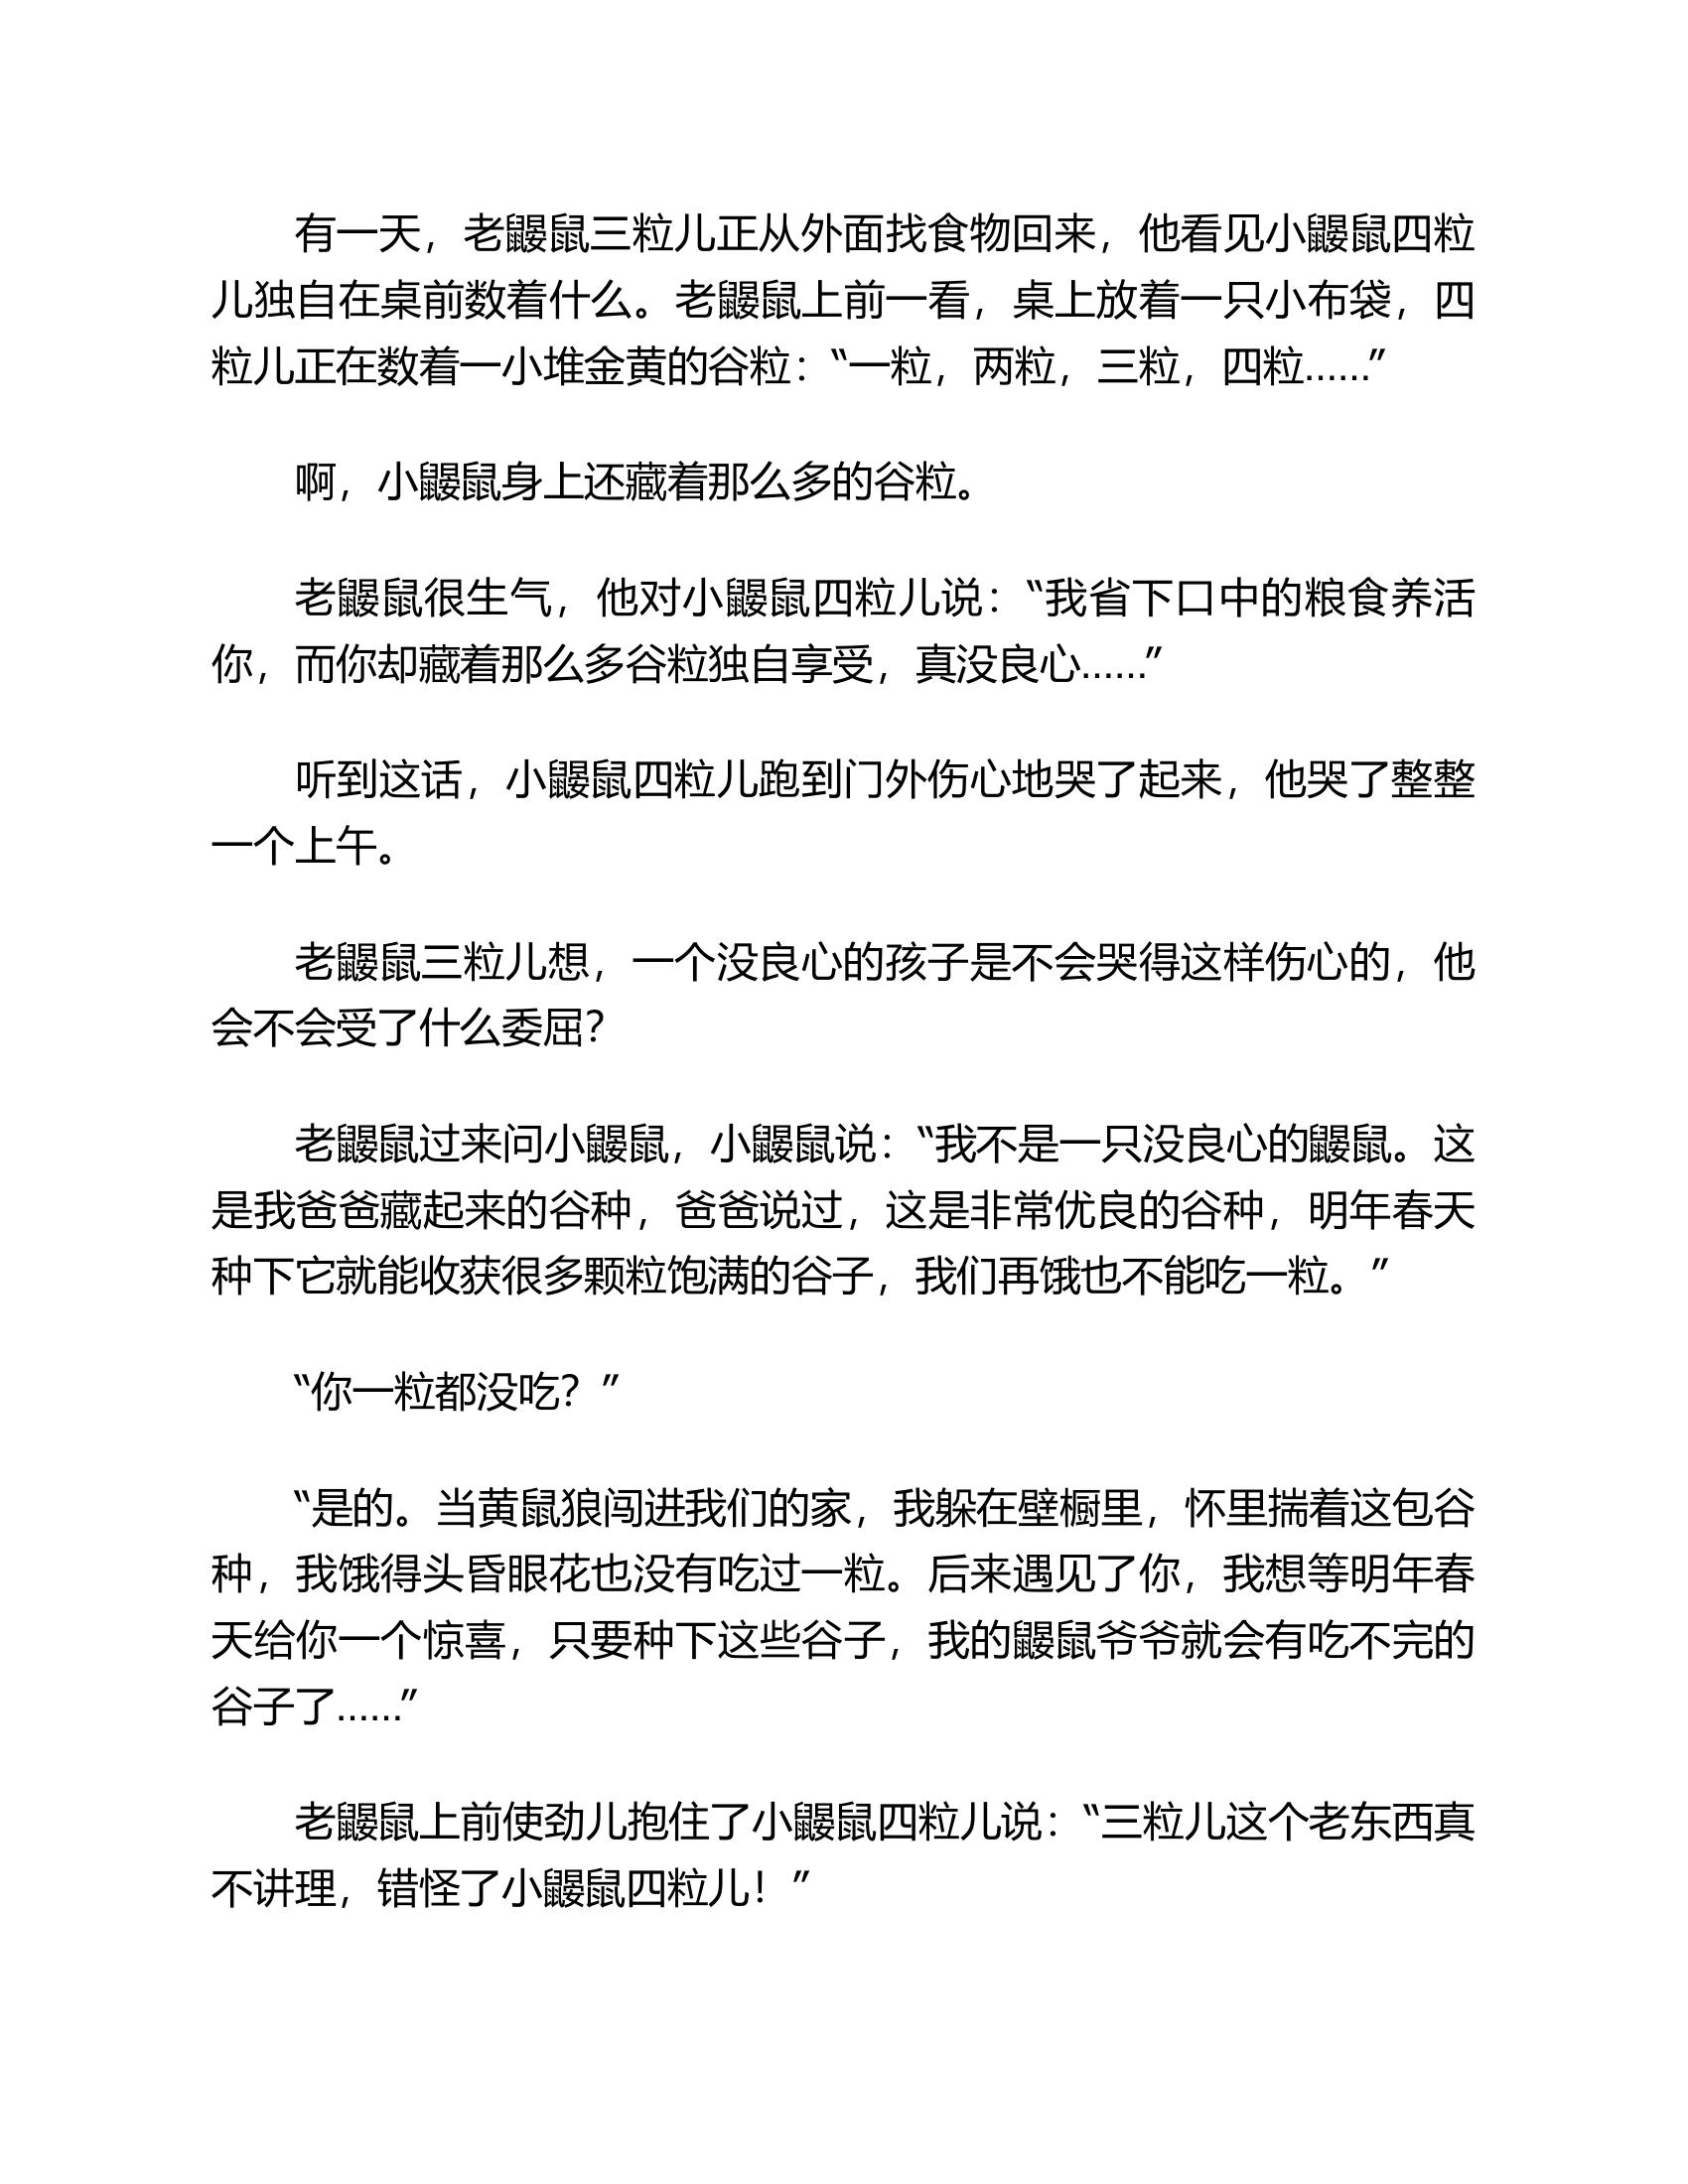 有一天，老鼹鼠三粒儿正从外面找食物回来，他看见小鼹鼠四粒
儿独自在桌前数着什么。老鼹鼠上前一看，桌上放着一只小布袋，四
粒儿正在数着一小堆金黄的谷粒：“一粒，两粒，三粒，四粒……”
啊，小鼹鼠身上还藏着那么多的谷粒。
老鼹鼠很生气，他对小鼹鼠四粒儿说：“我省下口中的粮食养活
你，而你却藏着那么多谷粒独自享受，真没良心……”
听到这话，小鼹鼠四粒儿跑到门外伤心地哭了起来，他哭了整整
一个上午。
老鼹鼠三粒儿想，一个没良心的孩子是不会哭得这样伤心的，他
会不会受了什么委屈？
老鼹鼠过来问小鼹鼠，小鼹鼠说：“我不是一只没良心的鼹鼠。这
是我爸爸藏起来的谷种，爸爸说过，这是非常优良的谷种，明年春天
种下它就能收获很多颗粒饱满的谷子，我们再饿也不能吃一粒。”
“你一粒都没吃？”
“是的。当黄鼠狼闯进我们的家，我躲在壁橱里，怀里揣着这包谷
种，我饿得头昏眼花也没有吃过一粒。后来遇见了你，我想等明年春
天给你一个惊喜，只要种下这些谷子，我的鼹鼠爷爷就会有吃不完的
谷子了……”
老鼹鼠上前使劲儿抱住了小鼹鼠四粒儿说：“三粒儿这个老东西真
不讲理，错怪了小鼹鼠四粒儿！”